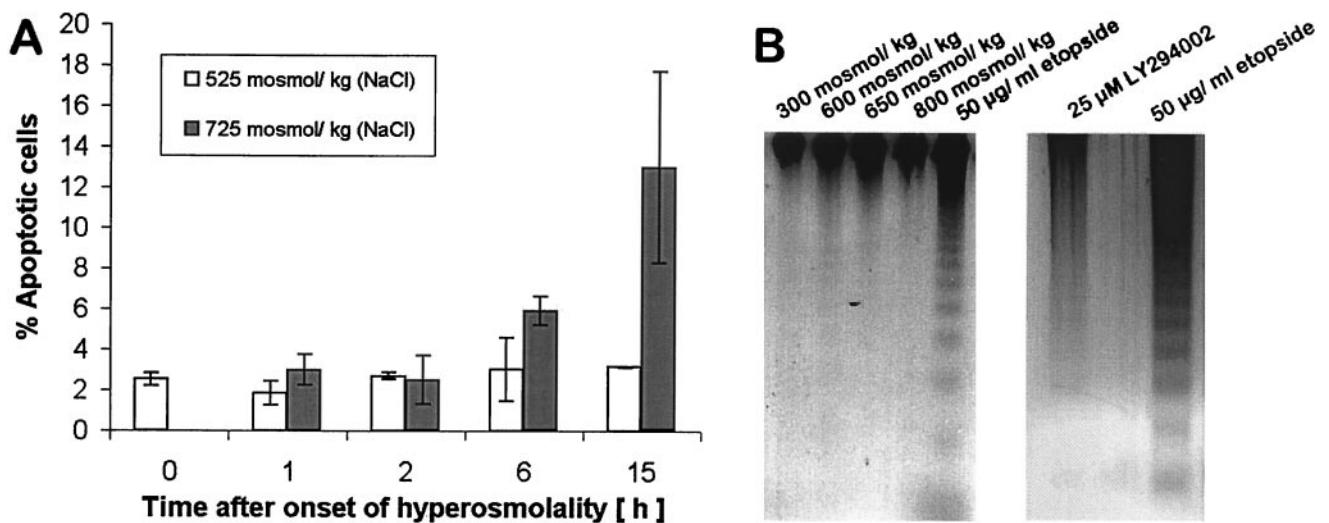 A
20
18
16
14
12
10
8
6
4
2
0
% Apoptotic cells
525 mosmol/ kg (NaCl)
725 mosmol/ kg (NaCl)
0 1 2 6 15
Time after onset of hyperosmolality [ h ]
B
300 mosmol/ kg
600 mosmol/ kg
650 mosmol/ kg
800 mosmol/ kg
50 µg/ ml etopside
25 µM LY294002
50 µg/ ml etopside